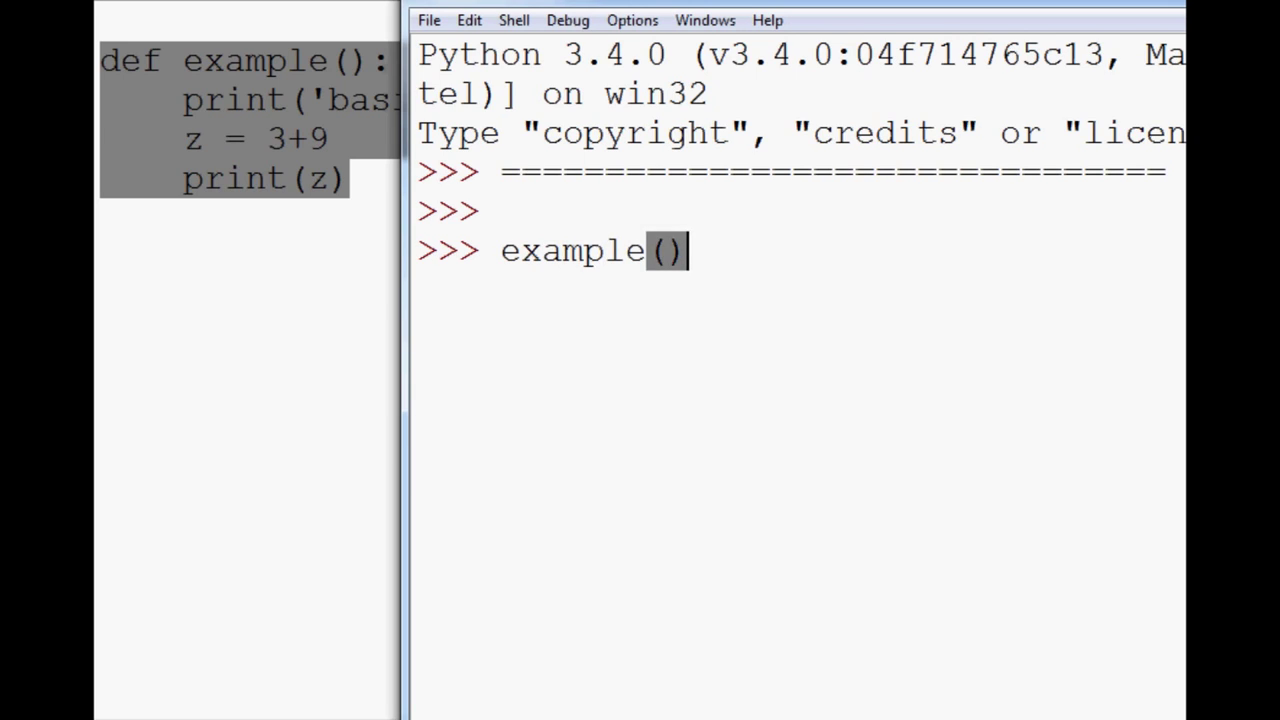 def example():
print('basi
z = 3+9
print(z)
File Edit Shell Debug Options Windows Help
Python 3.4.0 (v3.4.0:04f714765c13, Ma
tel)] on win32
Type "copyright", "credits" or "licen
>>> ================================
>>>
>>> example()